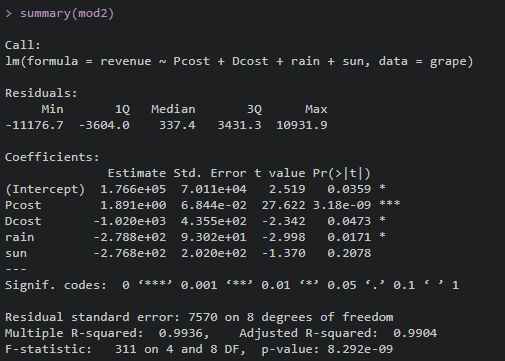 > summary(mod2)

Call:
lm(formula = revenue ~ Pcost + Dcost + rain + sun, data = grape)

Residuals:
     Min       1Q   Median       3Q      Max
-11176.7  -3604.0    337.4   3431.3  10931.9

Coefficients:
              Estimate Std. Error t value Pr(>|t|)
(Intercept)  1.766e+05  7.011e+04   2.519   0.0359 *
Pcost        1.891e+00  6.844e-02  27.622 3.18e-09 ***
Dcost       -1.020e+03  4.355e+02  -2.342   0.0473 *
rain        -2.788e+02  9.302e+01  -2.998   0.0171 *
sun         -2.768e+02  2.020e+02  -1.370   0.2078
---
Signif. codes:  0 ‘***’ 0.001 ‘**’ 0.01 ‘*’ 0.05 ‘.’ 0.1 ‘ ’ 1

Residual standard error: 7570 on 8 degrees of freedom
Multiple R-squared:  0.9936,    Adjusted R-squared:  0.9904
F-statistic:   311 on 4 and 8 DF,  p-value: 8.292e-09